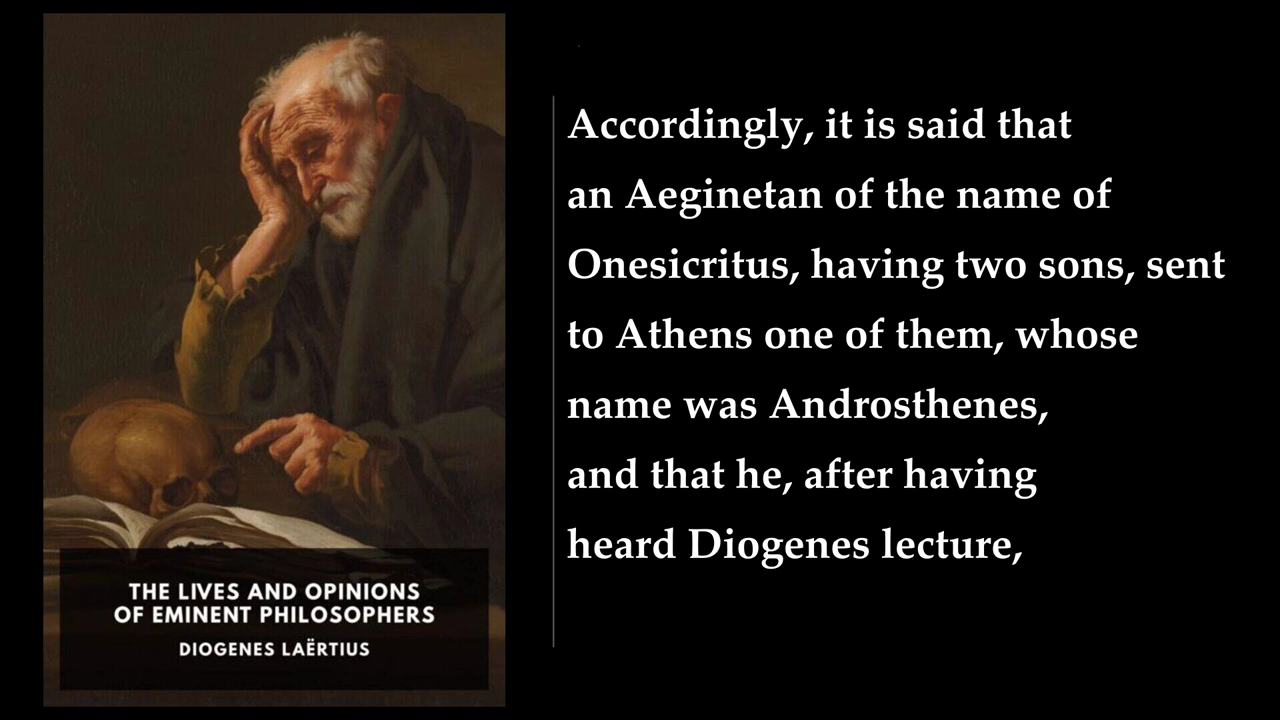 THE LIVES AND OPINIONS
OF EMINENT PHILOSOPHERS
DIOGENES LAËRTIUS
Accordingly, it is said that
an Aeginetan of the name of
Onesicritus, having two sons, sent
to Athens one of them, whose
name was Androsthenes,
and that he, after having
heard Diogenes lecture,